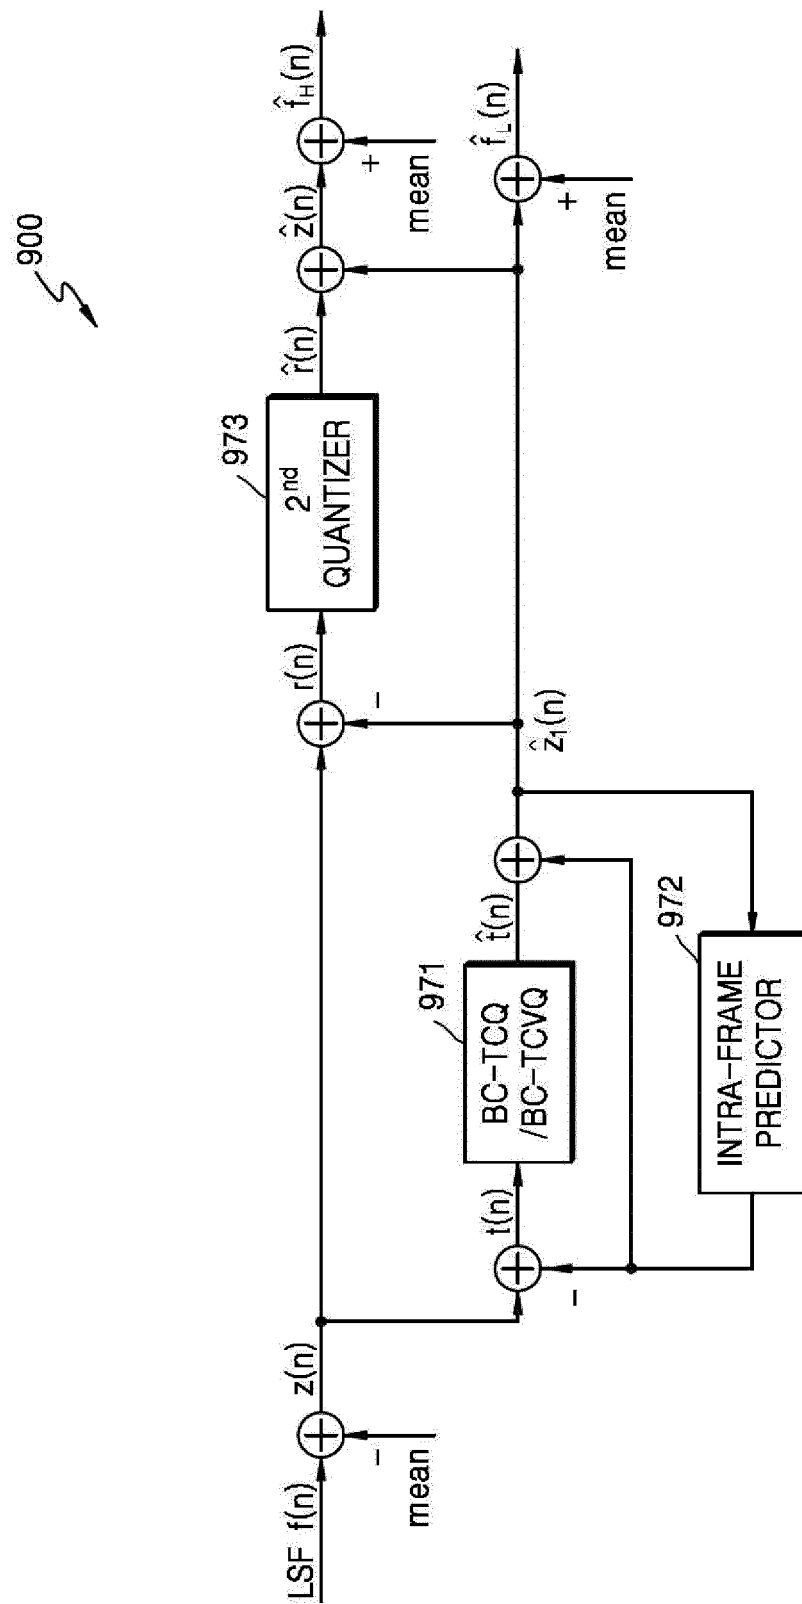 900
LSF f(n)
mean
−
z(n)
r(n)
−
973
2nd
QUANTIZER
r̂(n)
ẑ(n)
+
mean
f̂H(n)
−
t(n)
971
BC-TCQ
/BC-TCVQ
t̂(n)
ẑ1(n)
+
mean
f̂L(n)
972
INTRA-FRAME
PREDICTOR